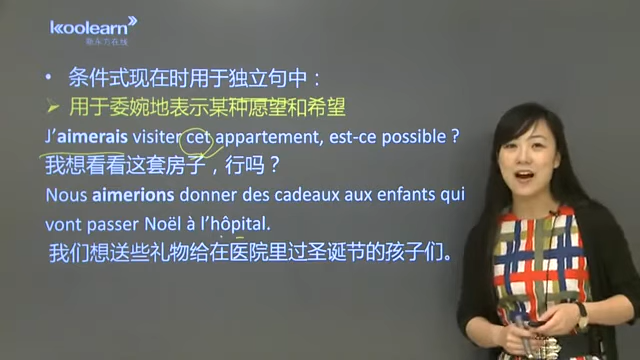 koolearn
新东方在线
• 条件式现在时用于独立句中：
➢ 用于委婉地表示某种愿望和希望
J’aimerais visiter cet appartement, est-ce possible ?
我想看看这套房子，行吗？
Nous aimerions donner des cadeaux aux enfants qui
vont passer Noël à l’hôpital.
我们想送些礼物给在医院里过圣诞节的孩子们。